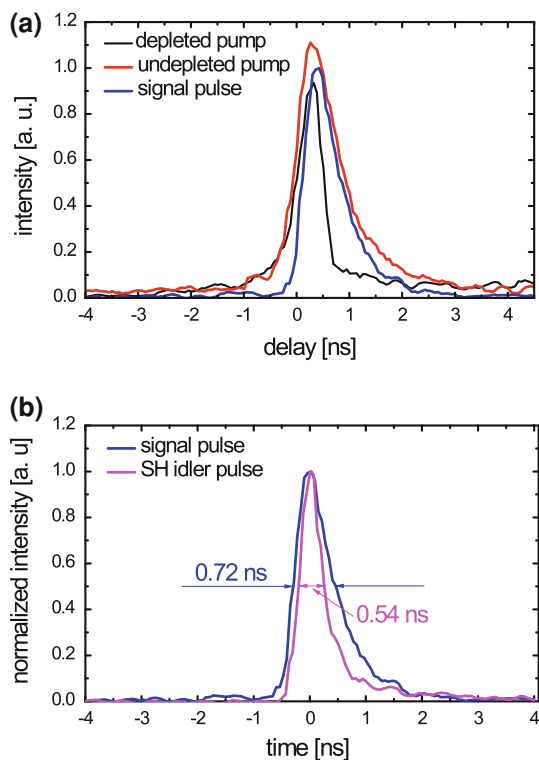 (a)
1.2
1.0
0.8
0.6
0.4
0.2
0.0
intensity [a. u.]
depleted pump
undepleted pump
signal pulse
-4 -3 -2 -1 0 1 2 3 4
delay [ns]
(b)
1.2
1.0
0.8
0.6
0.4
0.2
0.0
normalized intensity [a. u]
signal pulse
SH idler pulse
0.72 ns
0.54 ns
-4 -3 -2 -1 0 1 2 3 4
time [ns]